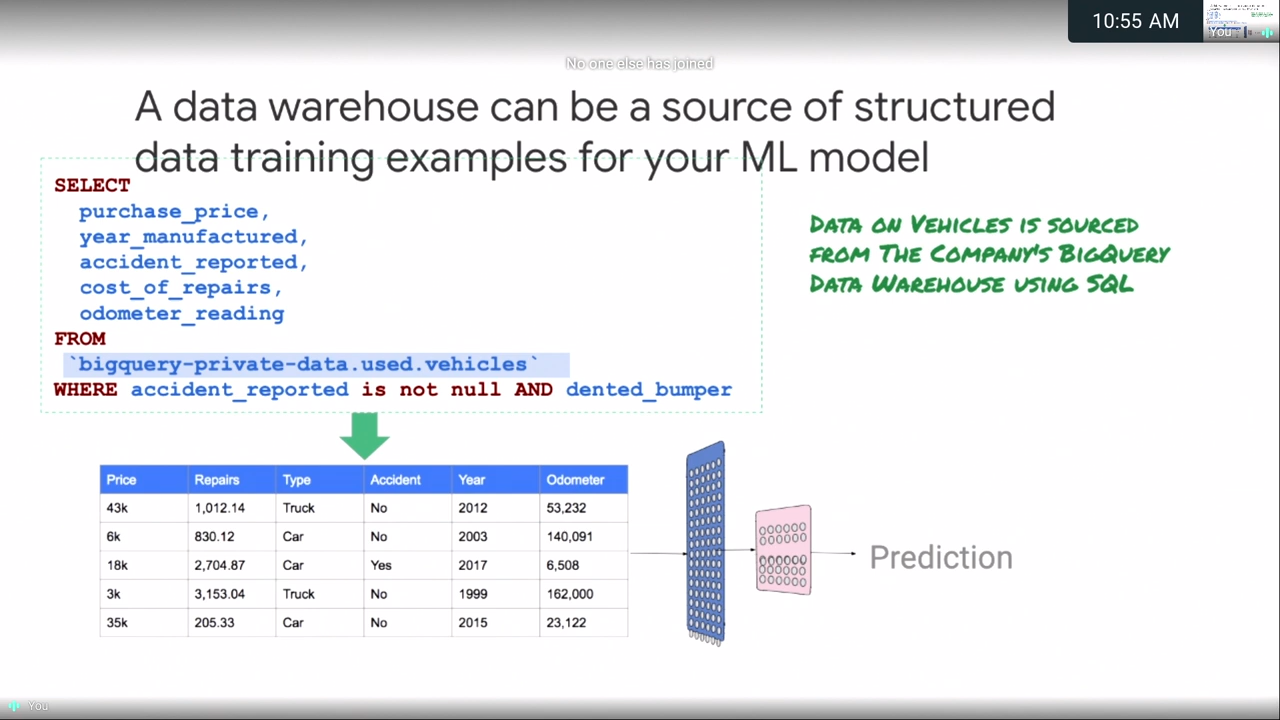 10:55 AM
You
No one else has joined
A data warehouse can be a source of structured
data training examples for your ML model
SELECT
purchase_price,
year_manufactured,
accident_reported,
cost_of_repairs,
odometer_reading
FROM
`bigquery-private-data.used.vehicles`
WHERE accident_reported is not null AND dented_bumper
DATA ON VEHICLES IS SOURCED
FROM THE COMPANY'S BIGQUERY
DATA WAREHOUSE USING SQL
Price Repairs Type Accident Year Odometer
43k 1,012.14 Truck No 2012 53,232
6k 830.12 Car No 2003 140,091
18k 2,704.87 Car Yes 2017 6,508
3k 3,153.04 Truck No 1999 162,000
35k 205.33 Car No 2015 23,122
Prediction
You